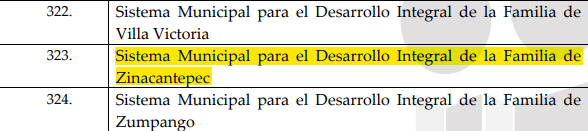 322. Sistema Municipal para el Desarrollo Integral de la Familia de
Villa Victoria
323. Sistema Municipal para el Desarrollo Integral de la Familia de
Zinacantepec
324. Sistema Municipal para el Desarrollo Integral de la Familia de
Zumpango